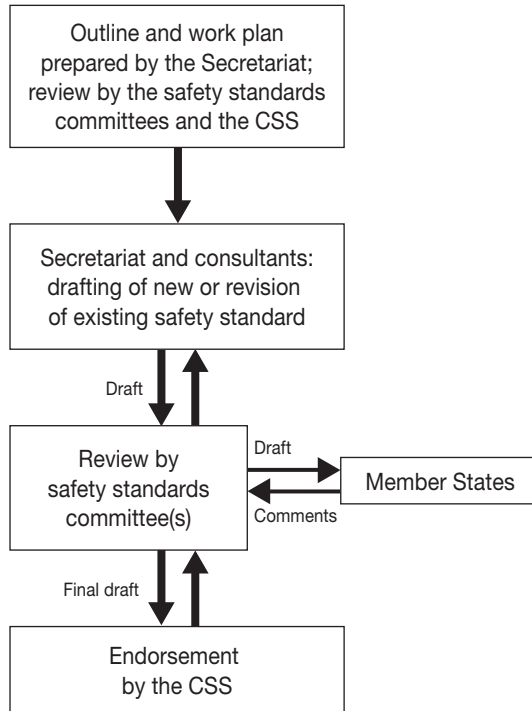 Outline and work plan
prepared by the Secretariat;
review by the safety standards
committees and the CSS
Secretariat and consultants:
drafting of new or revision
of existing safety standard
Draft
Review by
safety standards
committee(s)
Draft
Member States
Comments
Final draft
Endorsement
by the CSS